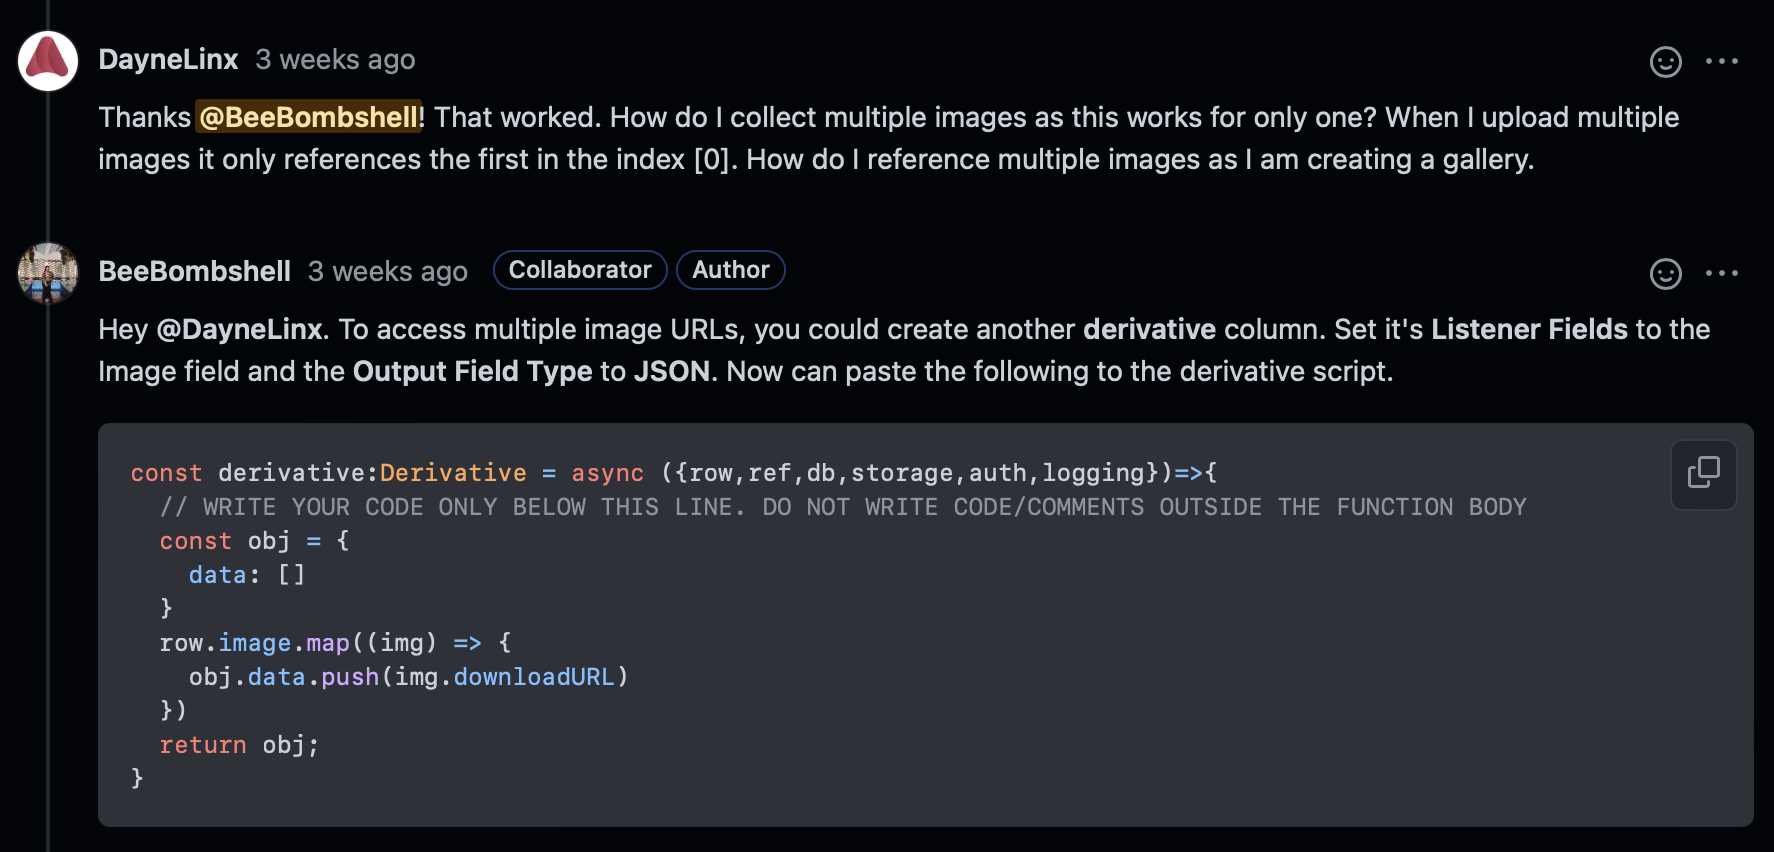 DayneLinx 3 weeks ago
Thanks @BeeBombshell! That worked. How do I collect multiple images as this works for only one? When I upload multiple
images it only references the first in the index [0]. How do I reference multiple images as I am creating a gallery.
BeeBombshell 3 weeks ago Collaborator Author
Hey @DayneLinx. To access multiple image URLs, you could create another derivative column. Set it's Listener Fields to the
Image field and the Output Field Type to JSON. Now can paste the following to the derivative script.
const derivative:Derivative = async ({row,ref,db,storage,auth,logging})=>{
  // WRITE YOUR CODE ONLY BELOW THIS LINE. DO NOT WRITE CODE/COMMENTS OUTSIDE THE FUNCTION BODY
  const obj = {
    data: []
  }
  row.image.map((img) => {
    obj.data.push(img.downloadURL)
  })
  return obj;
}